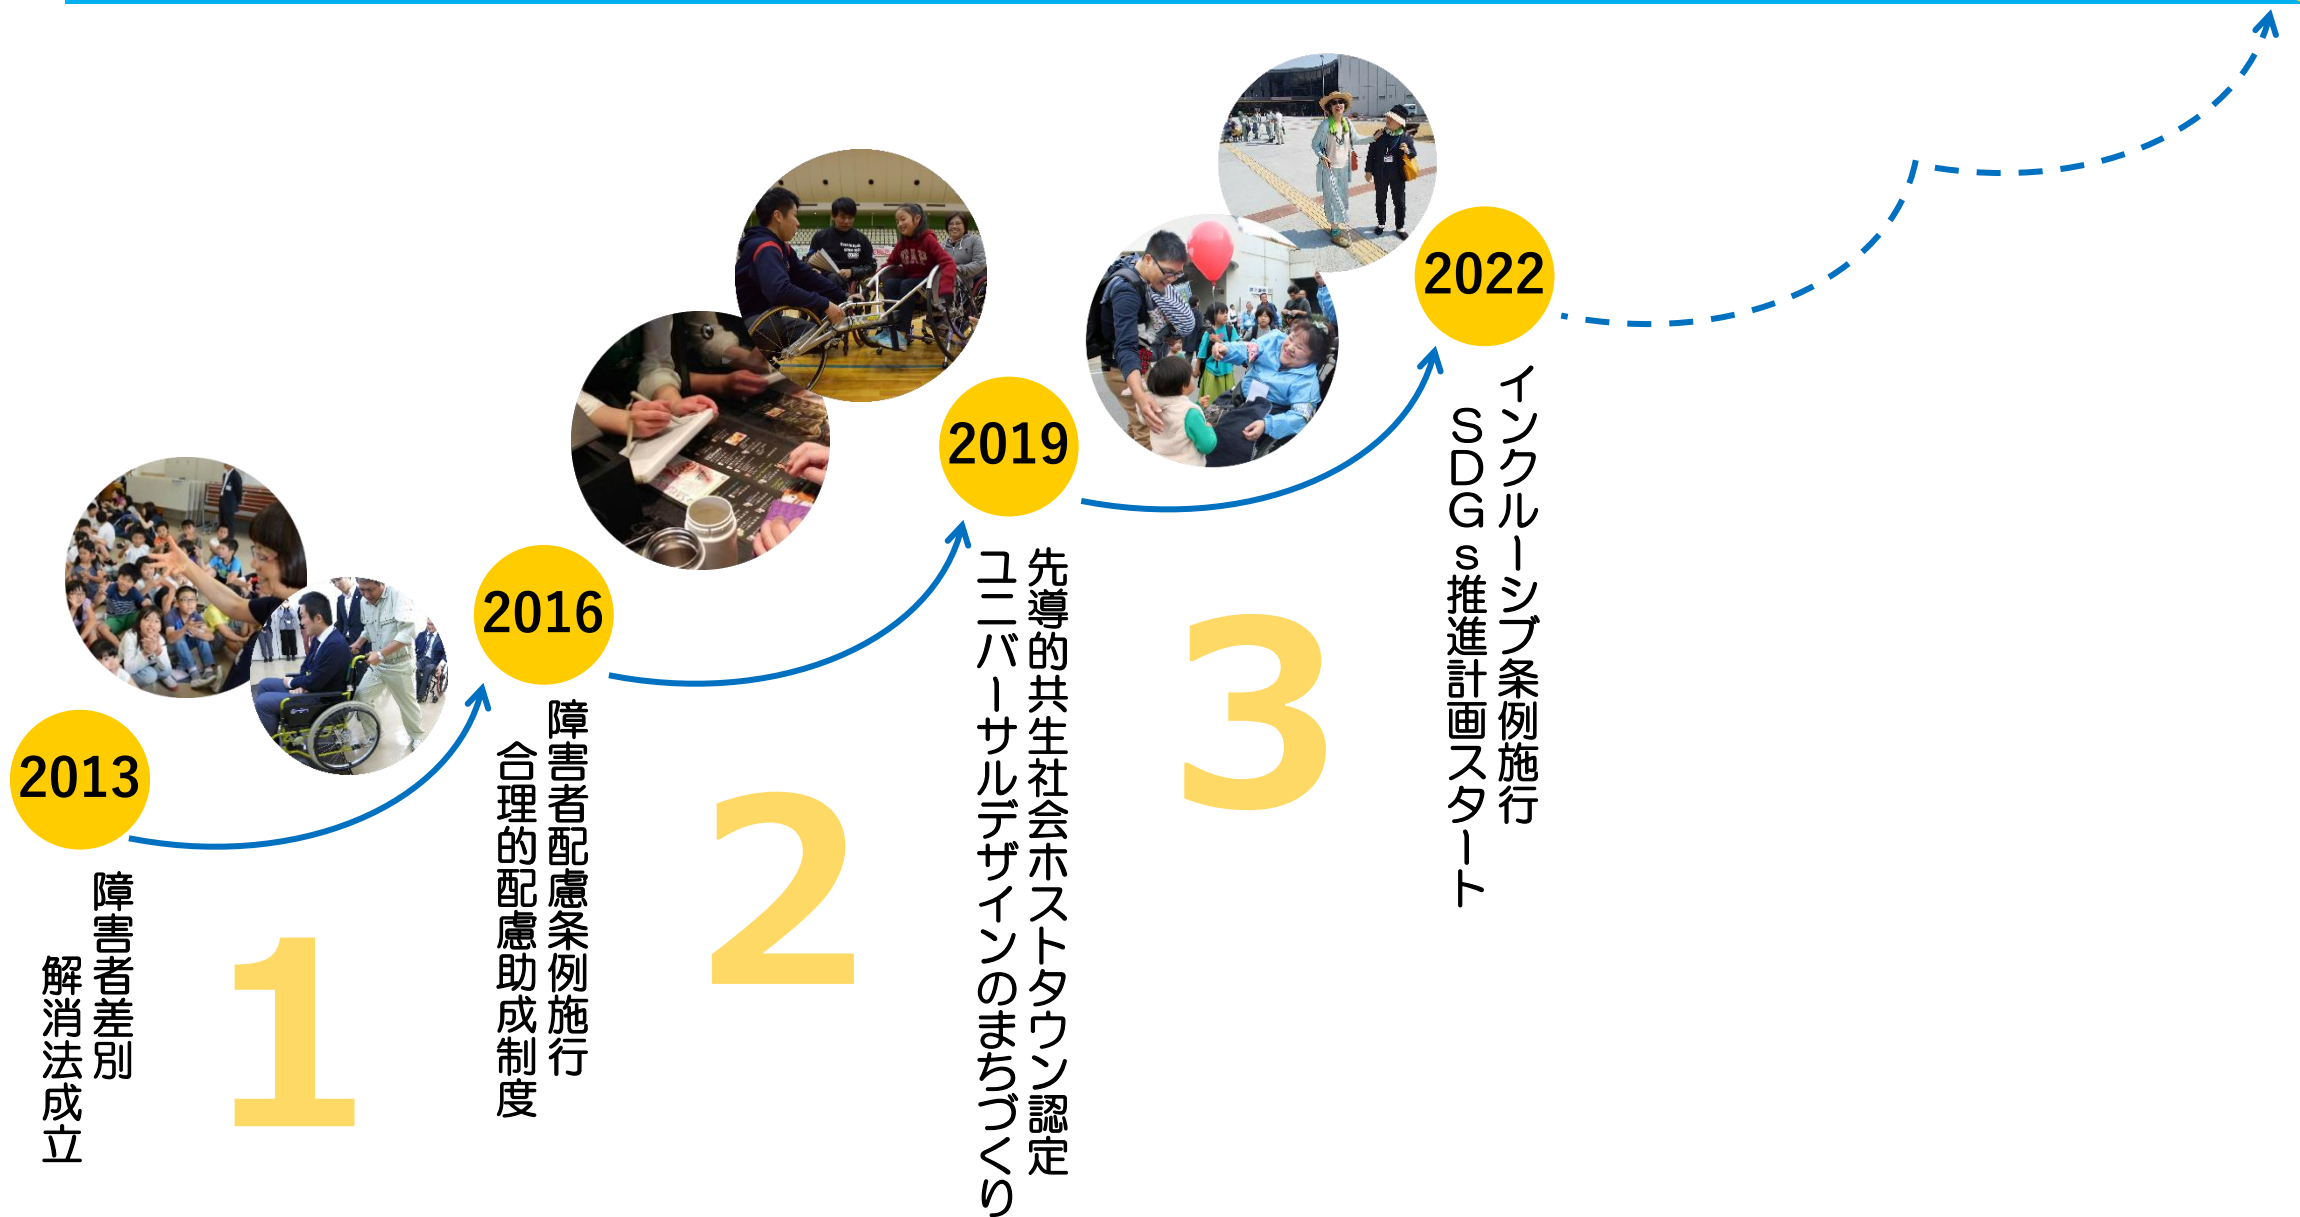 2013
障害者差別
解消法成立
1
2016
障害者配慮条例施行
合理的配慮助成制度
2
2019
先導的共生社会ホストタウン認定
ユニバーサルデザインのまちづくり
3
2022
インクルーシブ条例施行
SDGs推進計画スタート